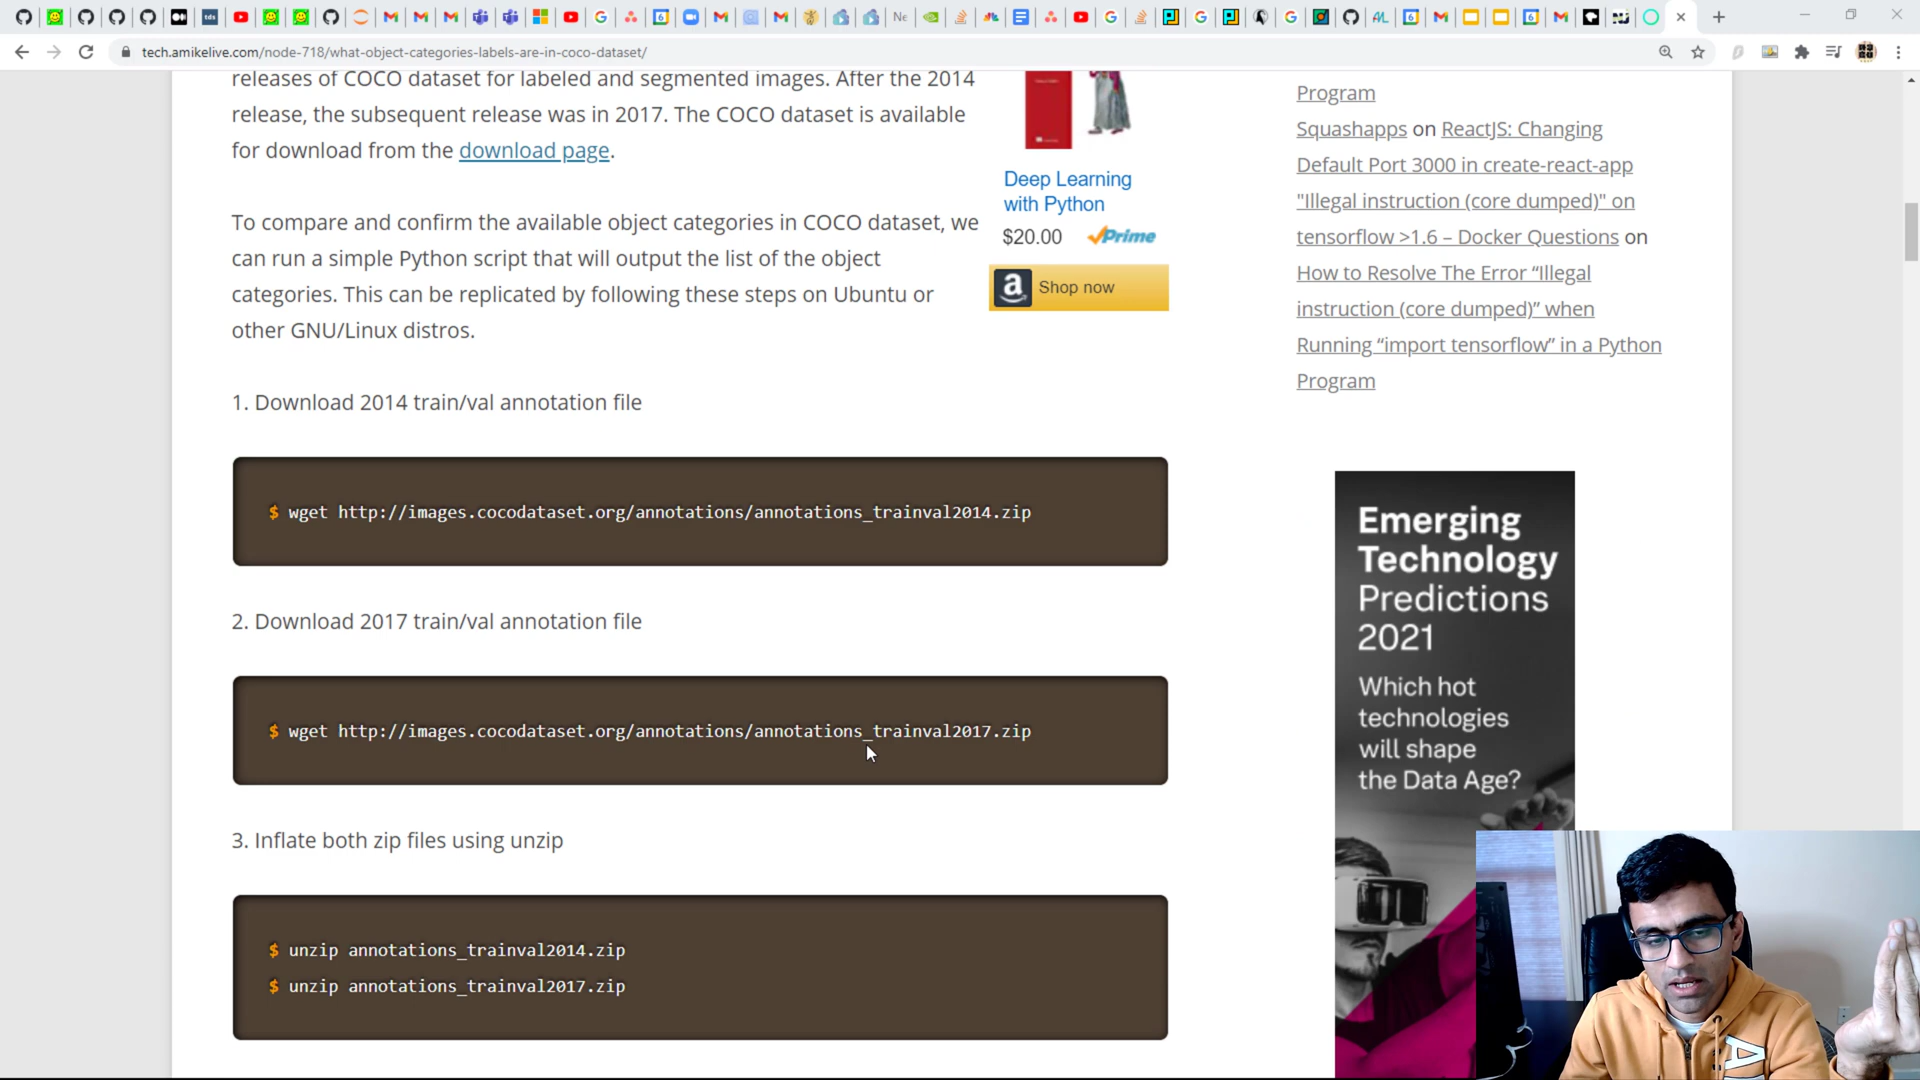 tech.amikelive.com/node-718/what-object-categories-labels-are-in-coco-dataset/
releases of COCO dataset for labeled and segmented images. After the 2014
release, the subsequent release was in 2017. The COCO dataset is available
for download from the download page.
To compare and confirm the available object categories in COCO dataset, we
can run a simple Python script that will output the list of the object
categories. This can be replicated by following these steps on Ubuntu or
other GNU/Linux distros.
1. Download 2014 train/val annotation file
$ wget http://images.cocodataset.org/annotations/annotations_trainval2014.zip
2. Download 2017 train/val annotation file
$ wget http://images.cocodataset.org/annotations/annotations_trainval2017.zip
3. Inflate both zip files using unzip
$ unzip annotations_trainval2014.zip
$ unzip annotations_trainval2017.zip
Deep Learning
with Python
$20.00 Prime
a Shop now
Program
Squashapps on ReactJS: Changing
Default Port 3000 in create-react-app
"Illegal instruction (core dumped)" on
tensorflow >1.6 – Docker Questions on
How to Resolve The Error “Illegal
instruction (core dumped)” when
Running “import tensorflow” in a Python
Program
Emerging
Technology
Predictions
2021
Which hot
technologies
will shape
the Data Age?